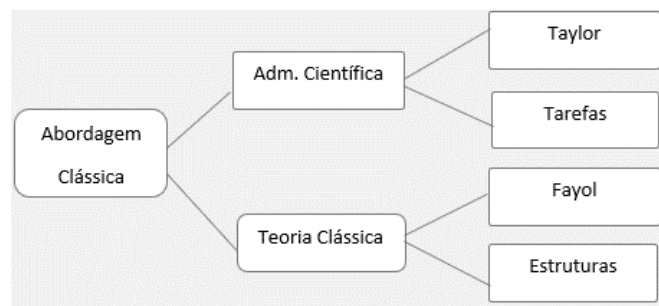 Abordagem
Clássica
Adm. Científica
Teoria Clássica
Taylor
Tarefas
Fayol
Estruturas